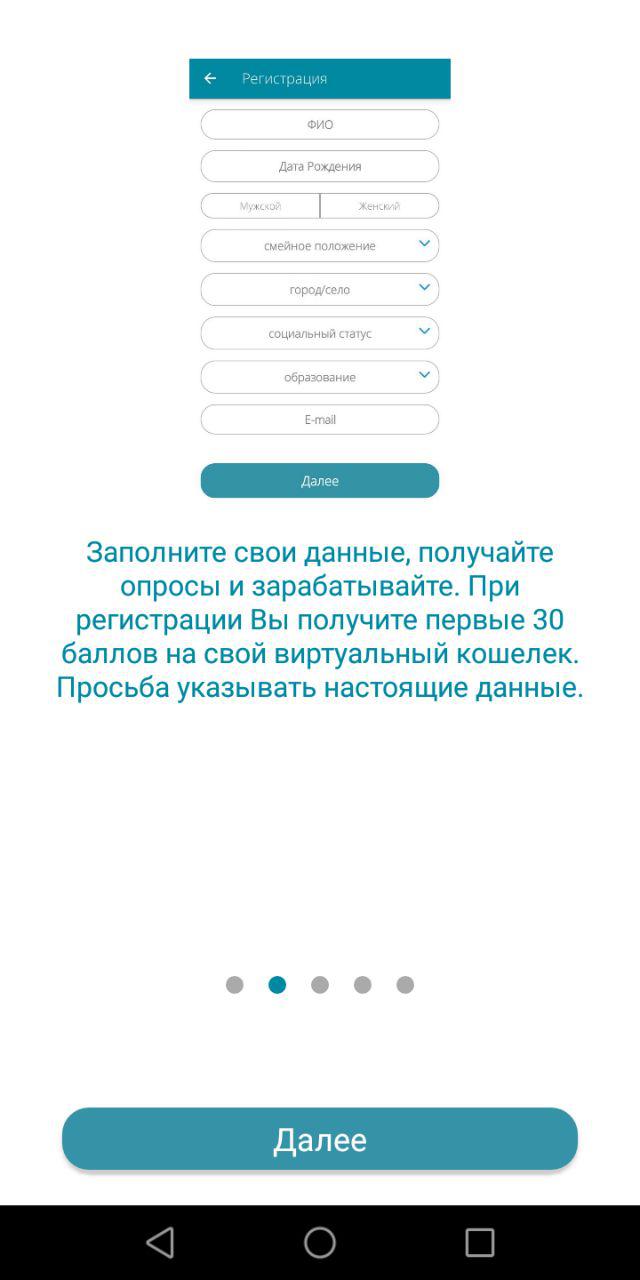 Регистрация
ФИО
Дата Рождения
Мужской Женский
смейное положение
город/село
социальный статус
образование
E-mail
Далее
Заполните свои данные, получайте
опросы и зарабатывайте. При
регистрации Вы получите первые 30
баллов на свой виртуальный кошелек.
Просьба указывать настоящие данные.
Далее